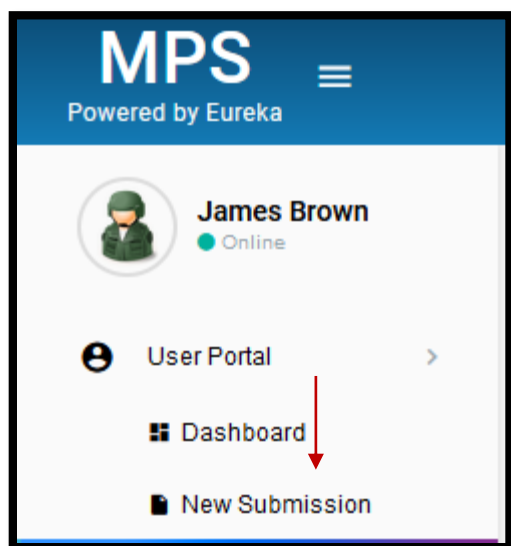 MPS
Powered by Eureka
James Brown
Online
User Portal
Dashboard
New Submission